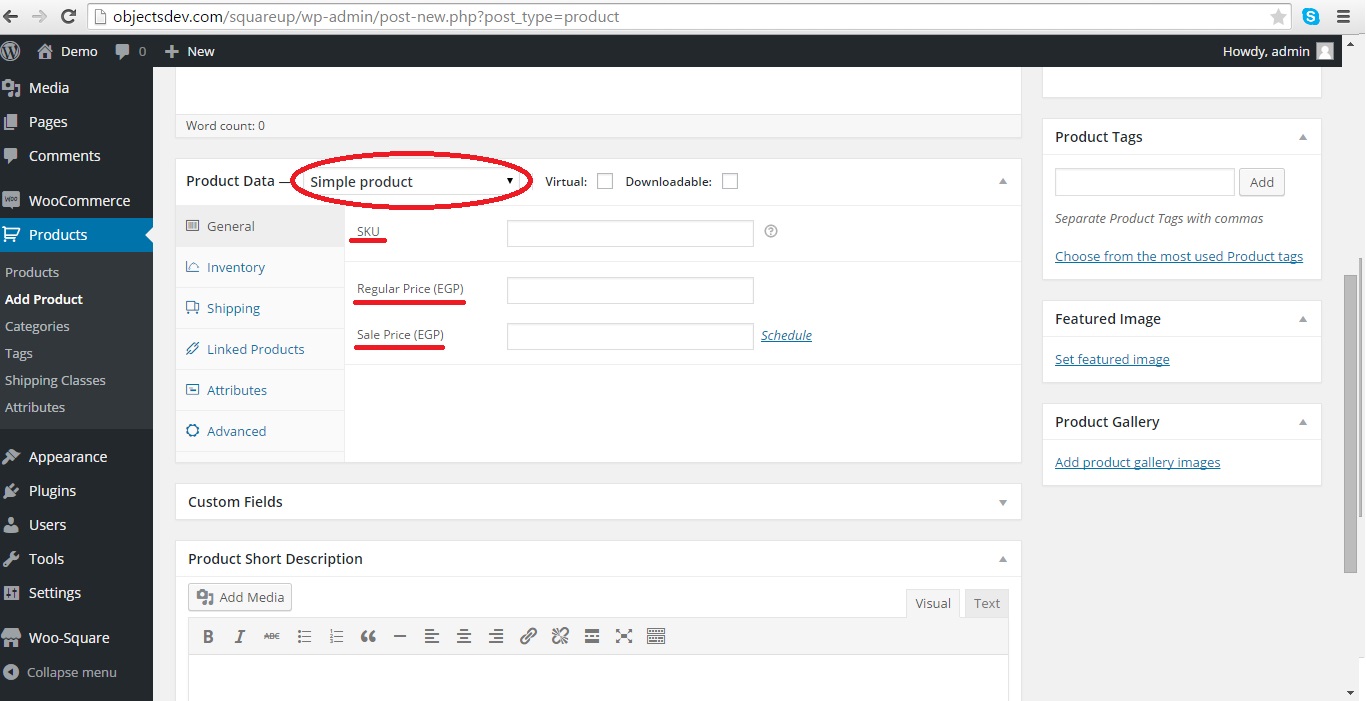 objectsdev.com/squareup/wp-admin/post-new.php?post_type=product
Demo 0 New Howdy, admin
Media
Pages
Comments
WooCommerce
Products
Products
Add Product
Categories
Tags
Shipping Classes
Attributes
Appearance
Plugins
Users
Tools
Settings
Woo-Square
Collapse menu
Word count: 0
Product Data — Simple product Virtual: Downloadable:
General
Inventory
Shipping
Linked Products
Attributes
Advanced
SKU
Regular Price (EGP)
Sale Price (EGP) Schedule
Custom Fields
Product Short Description
Add Media Visual Text
B I ABC
Product Tags
Add
Separate Product Tags with commas
Choose from the most used Product tags
Featured Image
Set featured image
Product Gallery
Add product gallery images